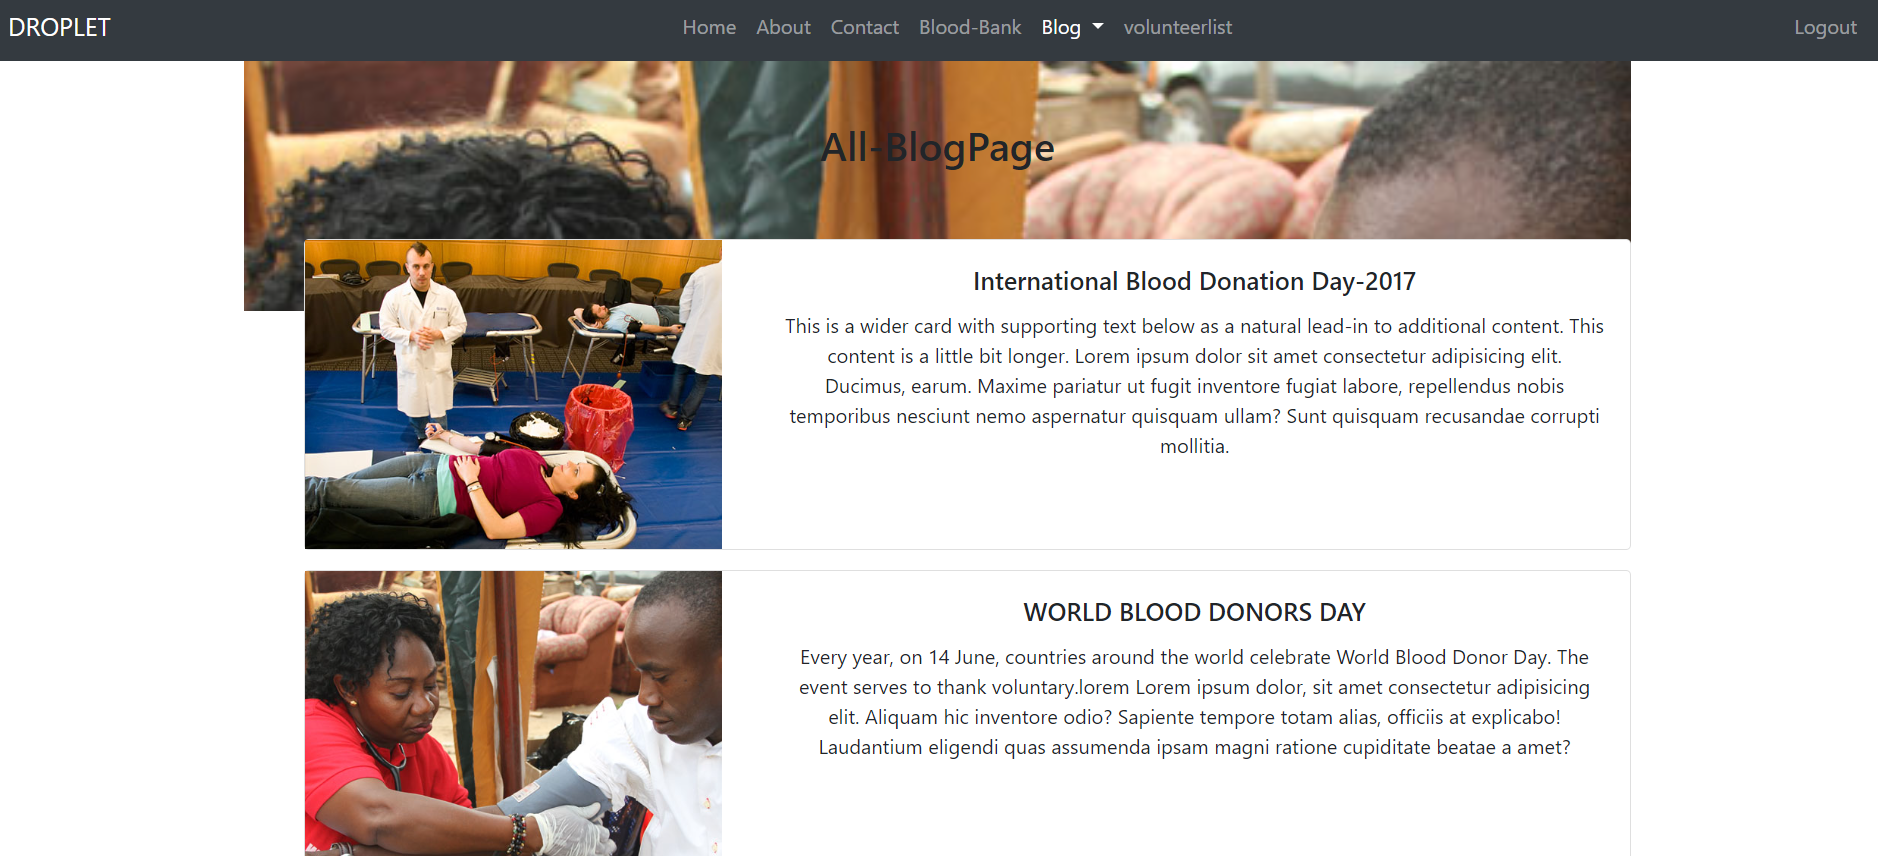 DROPLET
Home About Contact Blood-Bank Blog volunteerlist
Logout
All-BlogPage
International Blood Donation Day-2017
This is a wider card with supporting text below as a natural lead-in to additional content. This
content is a little bit longer. Lorem ipsum dolor sit amet consectetur adipisicing elit.
Ducimus, earum. Maxime pariatur ut fugit inventore fugiat labore, repellendus nobis
temporibus nesciunt nemo aspernatur quisquam ullam? Sunt quisquam recusandae corrupti
mollitia.
WORLD BLOOD DONORS DAY
Every year, on 14 June, countries around the world celebrate World Blood Donor Day. The
event serves to thank voluntary.lorem Lorem ipsum dolor, sit amet consectetur adipisicing
elit. Aliquam hic inventore odio? Sapiente tempore totam alias, officiis at explicabo!
Laudantium eligendi quas assumenda ipsam magni ratione cupiditate beatae a amet?